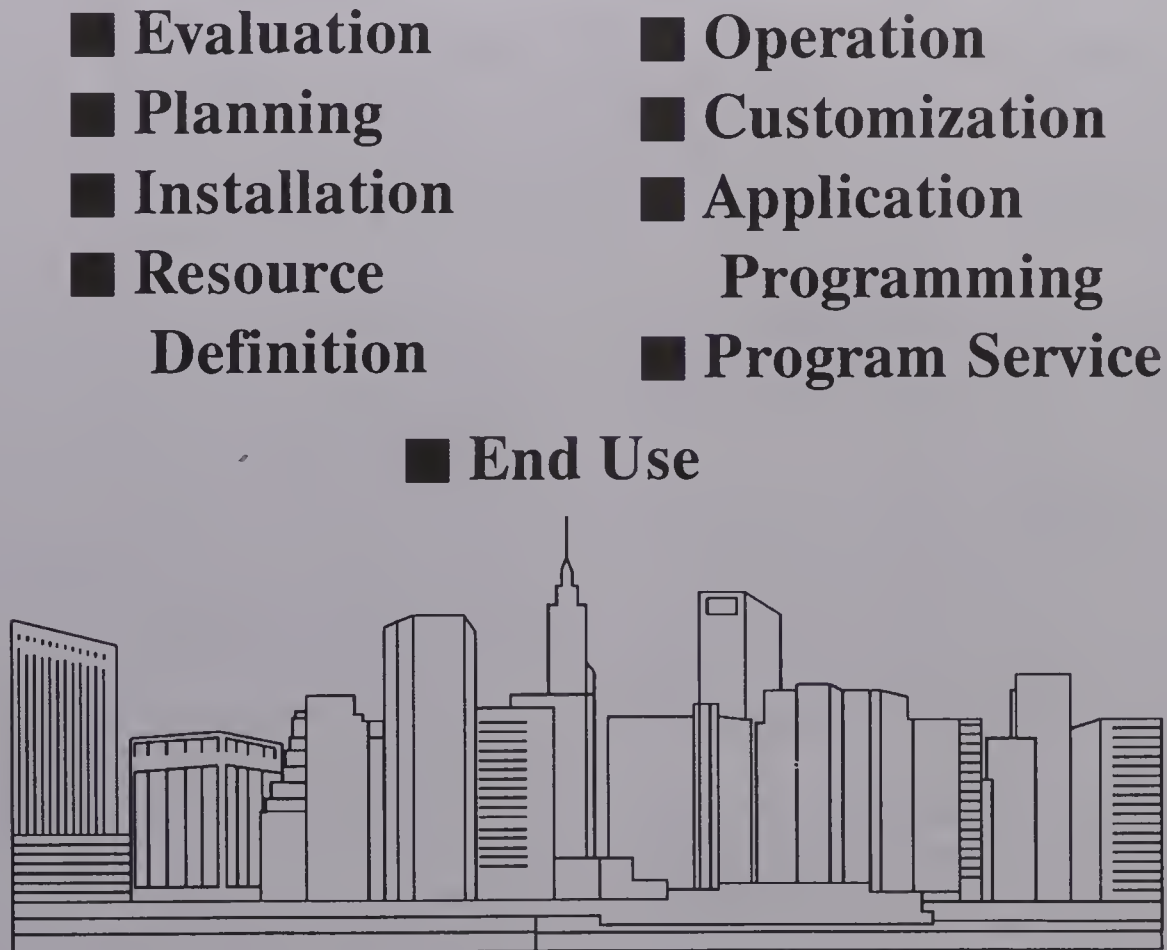 ■ Evaluation
■ Planning
■ Installation
■ Resource
Definition
■ Operation
■ Customization
■ Application
Programming
■ Program Service
■ End Use